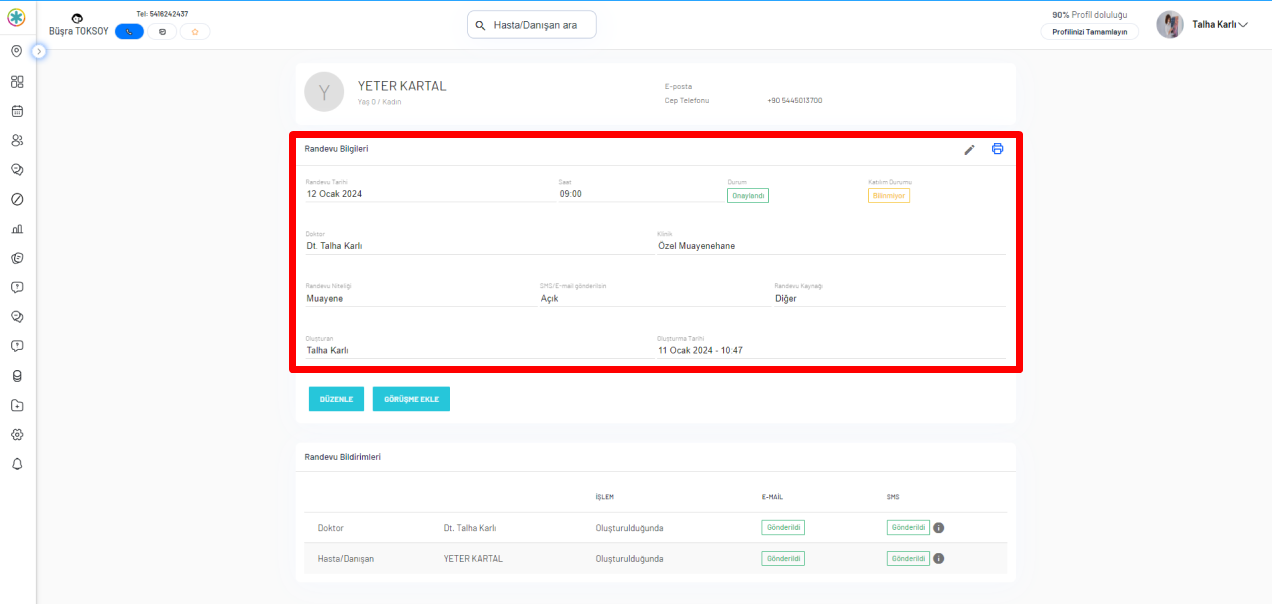 Tel: 5416242437
Büşra TOKSOY
Hasta/Danışan ara
90% Profil doluluğu
Profilinizi Tamamlayın
Talha Karlı
Y
YETER KARTAL
Yaş 0 / Kadın
E-posta
Cep Telefonu +90 5445013700
Randevu Bilgileri
Randevu Tarihi Saat Durum Katılım Durumu
12 Ocak 2024 09:00 Onaylandı Bilinmiyor
Doktor Klinik
Dt. Talha Karlı Özel Muayenehane
Randevu Niteliği SMS/E-mail gönderilsin Randevu Kaynağı
Muayene Açık Diğer
Oluşturan Oluşturma Tarihi
Talha Karlı 11 Ocak 2024 - 10:47
DÜZENLE GÖRÜŞME EKLE
Randevu Bildirimleri
İŞLEM E-MAİL SMS
Doktor Dt. Talha Karlı Oluşturulduğunda Gönderildi Gönderildi
Hasta/Danışan YETER KARTAL Oluşturulduğunda Gönderildi Gönderildi